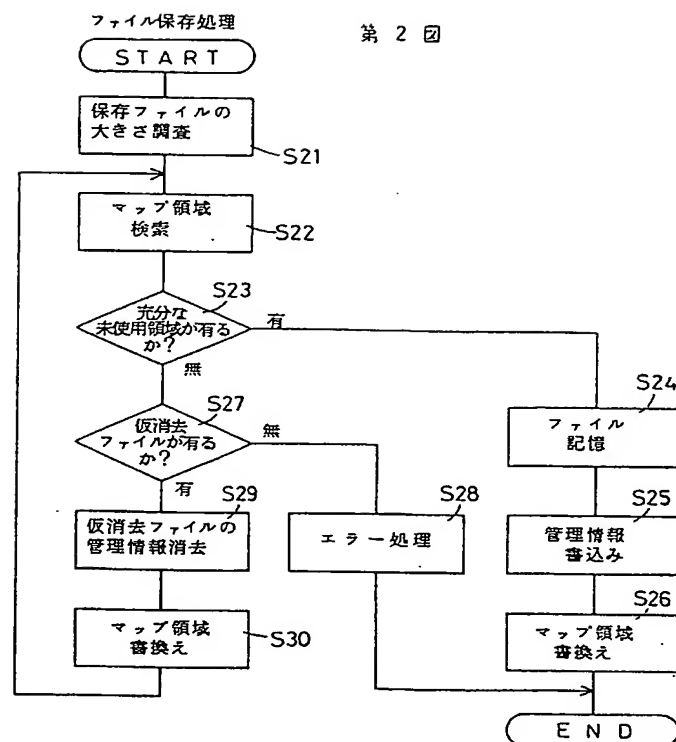 ファイル保存処理
第 2 図
START
保存ファイルの
大きさ調査
S21
マップ領域
検索
S22
S23
充分な
未使用領域が有る
か?
有
無
S27
仮消去
ファイルが有る
か?
無
有
S24
ファイル
記憶
S29
仮消去ファイルの
管理情報消去
S28
エラー処理
S25
管理情報
書込み
マップ領域
書換え
S30
S26
マップ領域
書換え
END